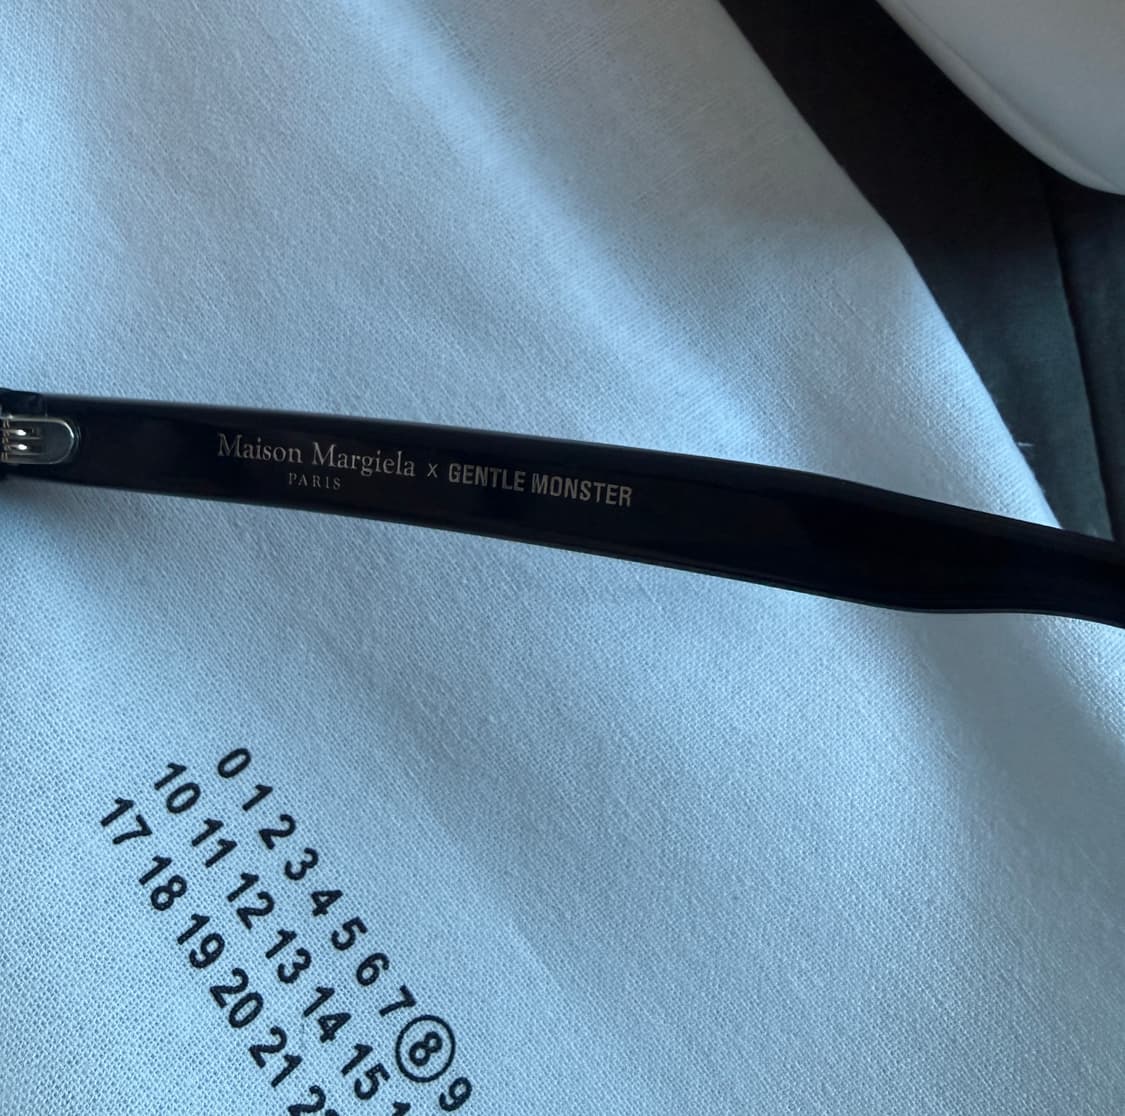 Maison Margiela x GENTLE MONSTER
PARIS
0 1 2 3 4 5 6 7 8 9
10 11 12 13 14 15
17 18 19 20 21